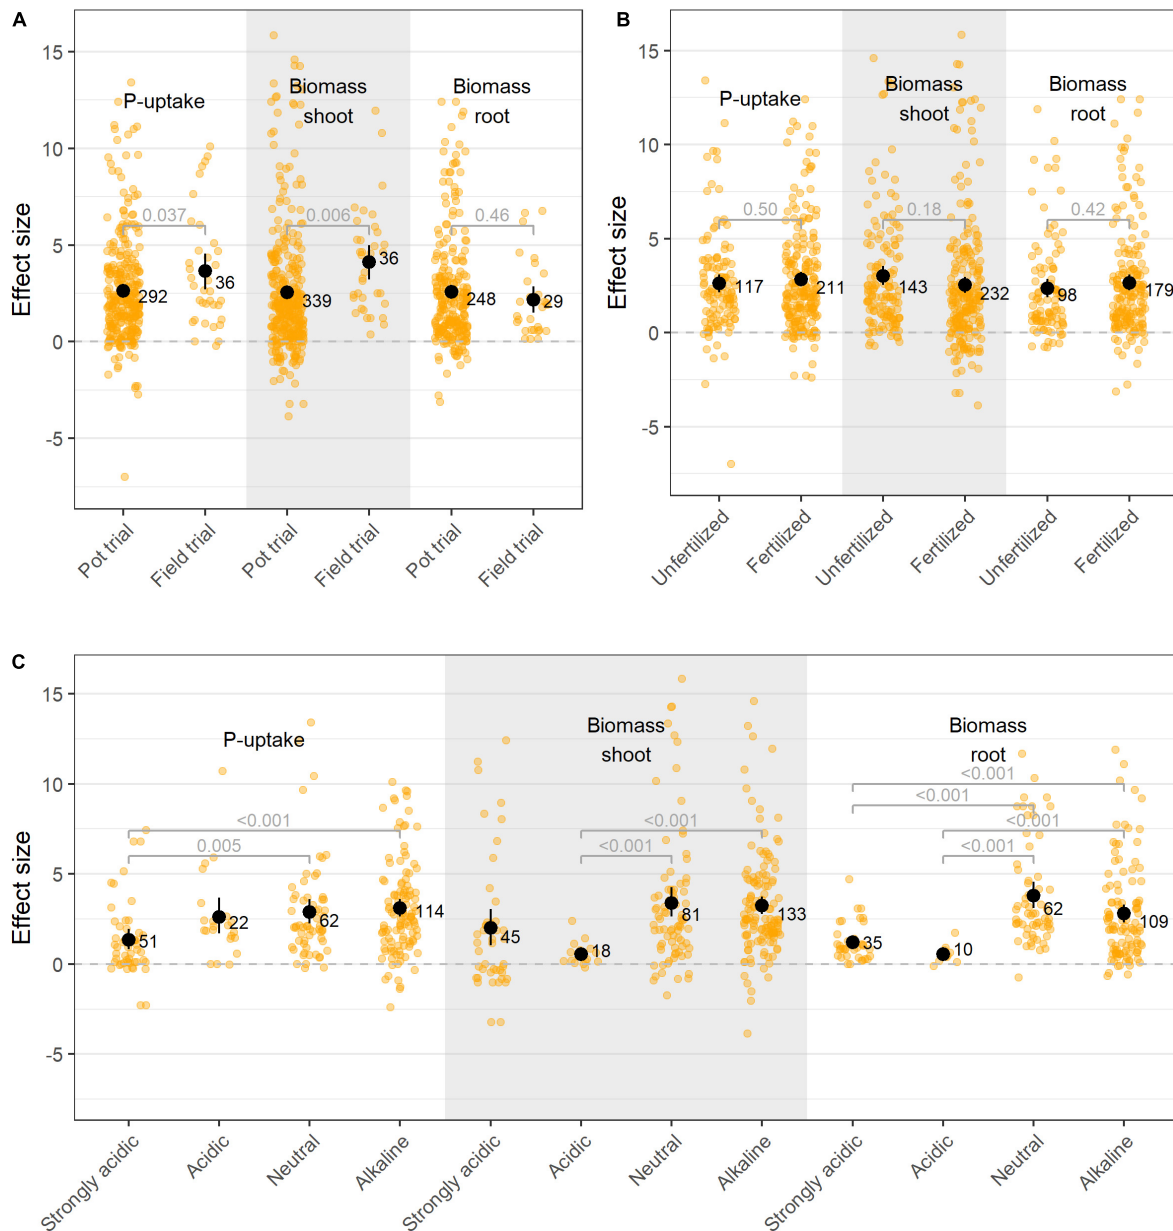 A
Effect size
15
10
5
0
-5
P-uptake
Biomass
shoot
Biomass
root
0.037
0.006
0.46
292
36
339
36
248
29
Pot trial
Field trial
Pot trial
Field trial
Pot trial
Field trial
B
Effect size
15
10
5
0
-5
P-uptake
Biomass
shoot
Biomass
root
0.50
0.18
0.42
117
211
143
232
98
179
Unfertilized
Fertilized
Unfertilized
Fertilized
Unfertilized
Fertilized
C
Effect size
15
10
5
0
-5
P-uptake
Biomass
shoot
Biomass
root
<0.001
0.005
<0.001
<0.001
<0.001
<0.001
<0.001
<0.001
51
22
62
114
45
18
81
133
35
10
62
109
Strongly acidic
Acidic
Neutral
Alkaline
Strongly acidic
Acidic
Neutral
Alkaline
Strongly acidic
Acidic
Neutral
Alkaline